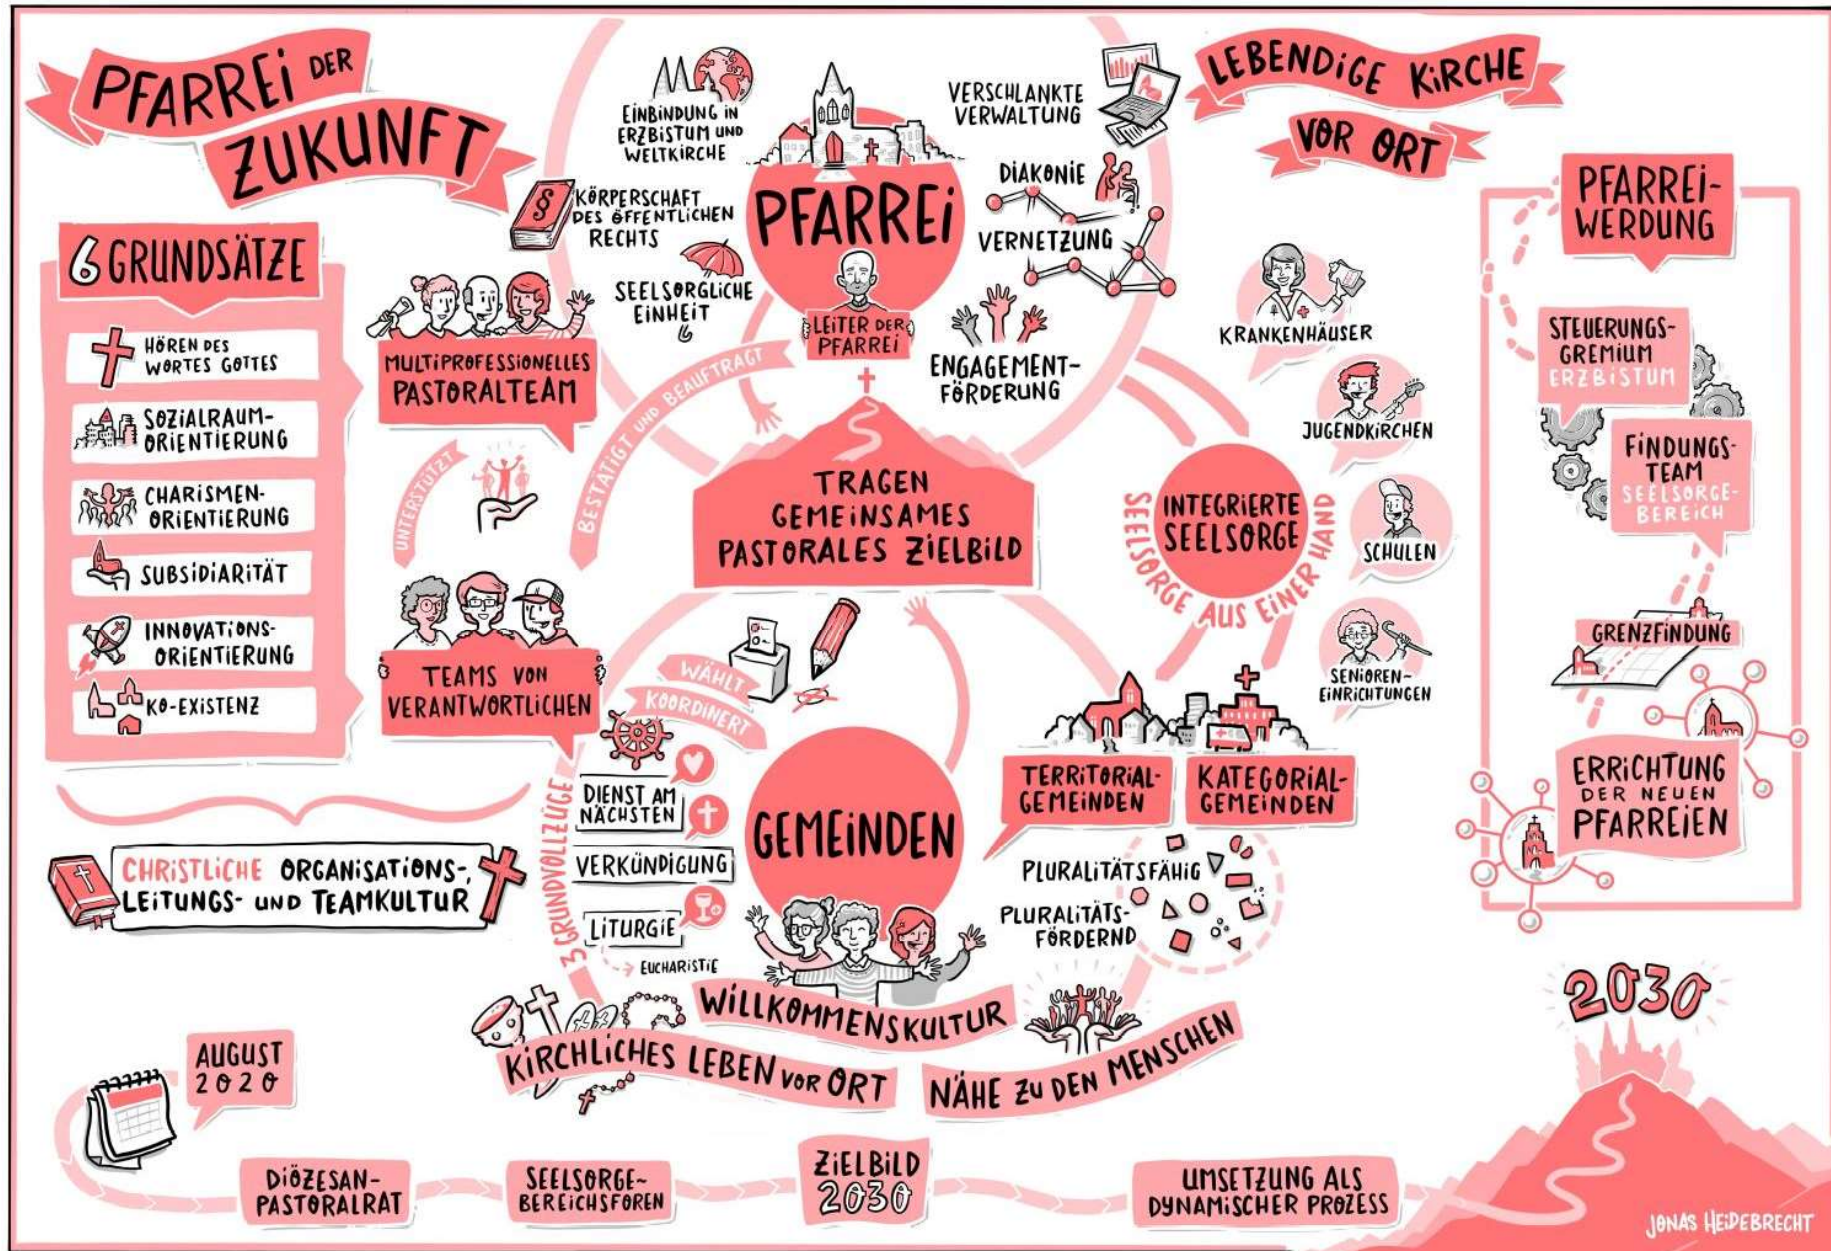 PFARREI DER
ZUKUNFT
6 GRUNDSÄTZE
HÖREN DES
WORTES GOTTES
SOZIALRAUM-
ORIENTIERUNG
CHARISMEN-
ORIENTIERUNG
SUBSIDIARITÄT
INNOVATIONS-
ORIENTIERUNG
KO-EXISTENZ
CHRISTLICHE ORGANISATIONS-,
LEITUNGS- UND TEAMKULTUR
EINBINDUNG IN
ERZBISTUM UND
WELTKIRCHE
§
KÖRPERSCHAFT
DES ÖFFENTLICHEN
RECHTS
SEELSORGLICHE
EINHEIT
PFARREI
LEITER DER
PFARREI
VERSCHLANKTE
VERWALTUNG
DIAKONIE
VERNETZUNG
ENGAGEMENT-
FÖRDERUNG
MULTIPROFESSIONELLES
PASTORALTEAM
UNTERSTÜTZT
BESTÄTIGT UND BEAUFTRAGT
TRAGEN
GEMEINSAMES
PASTORALES ZIELBILD
TEAMS VON
VERANTWORTLICHEN
WÄHLT
KOORDINERT
3 GRUNDVOLLZÜGE
DIENST AM
NÄCHSTEN
VERKÜNDIGUNG
LITURGIE
EUCHARISTIE
GEMEINDEN
WILLKOMMENSKULTUR
KIRCHLICHES LEBEN VOR ORT
NÄHE ZU DEN MENSCHEN
TERRITORIAL-
GEMEINDEN
KATEGORIAL-
GEMEINDEN
PLURALITÄTSFÄHIG
PLURALITÄTS-
FÖRDERND
LEBENDIGE KIRCHE
VOR ORT
KRANKENHÄUSER
JUGENDKIRCHEN
SCHULEN
SENIOREN-
EINRICHTUNGEN
INTEGRIERTE
SEELSORGE
SEELSORGE AUS EINER HAND
PFARREI-
WERDUNG
STEUERUNGS-
GREMIUM
ERZBISTUM
FINDUNGS-
TEAM
SEELSORGE-
BEREICH
GRENZFINDUNG
ERRICHTUNG
DER NEUEN
PFARREIEN
AUGUST
2020
DIÖZESAN-
PASTORALRAT
SEELSORGE-
BEREICHSFOREN
ZIELBILD
2030
UMSETZUNG ALS
DYNAMISCHER PROZESS
2030
JONAS HEIDEBRECHT